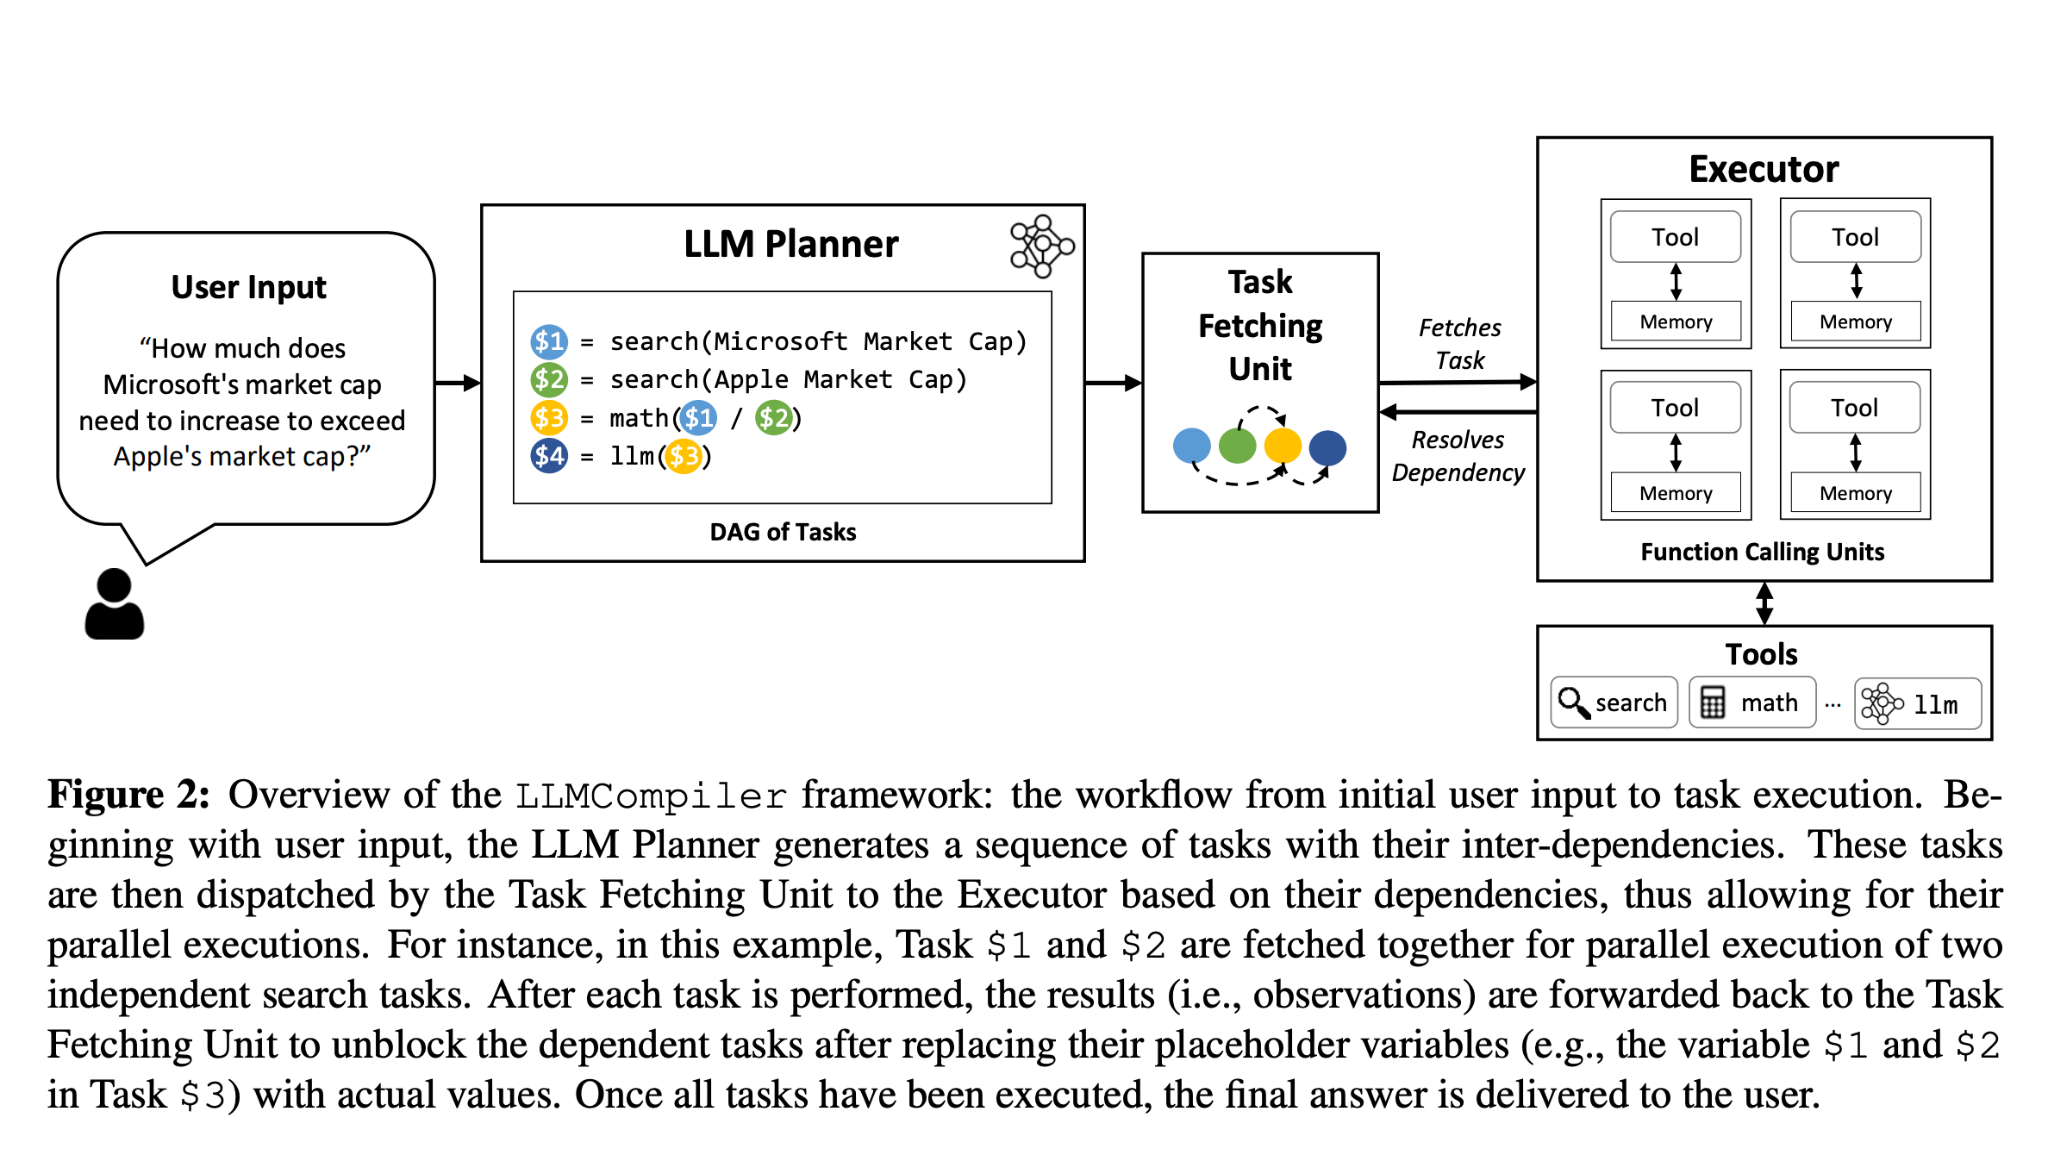 User Input
“How much does
Microsoft's market cap
need to increase to exceed
Apple's market cap?”
LLM Planner
$1 = search(Microsoft Market Cap)
$2 = search(Apple Market Cap)
$3 = math($1 / $2)
$4 = llm($3)
DAG of Tasks
Task
Fetching
Unit
Fetches
Task
Resolves
Dependency
Executor
Tool
Memory
Tool
Memory
Tool
Memory
Tool
Memory
Function Calling Units
Tools
search
math
...
llm
Figure 2: Overview of the LLMCompiler framework: the workflow from initial user input to task execution. Be-
ginning with user input, the LLM Planner generates a sequence of tasks with their inter-dependencies. These tasks
are then dispatched by the Task Fetching Unit to the Executor based on their dependencies, thus allowing for their
parallel executions. For instance, in this example, Task $1 and $2 are fetched together for parallel execution of two
independent search tasks. After each task is performed, the results (i.e., observations) are forwarded back to the Task
Fetching Unit to unblock the dependent tasks after replacing their placeholder variables (e.g., the variable $1 and $2
in Task $3) with actual values. Once all tasks have been executed, the final answer is delivered to the user.